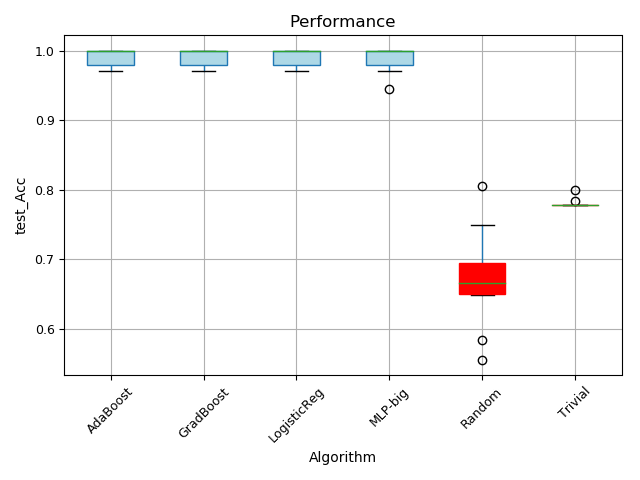 Performance
1.0
0.9
0.8
0.7
0.6
test_Acc
AdaBoost
GradBoost
LogisticReg
MLP-big
Random
Trivial
Algorithm